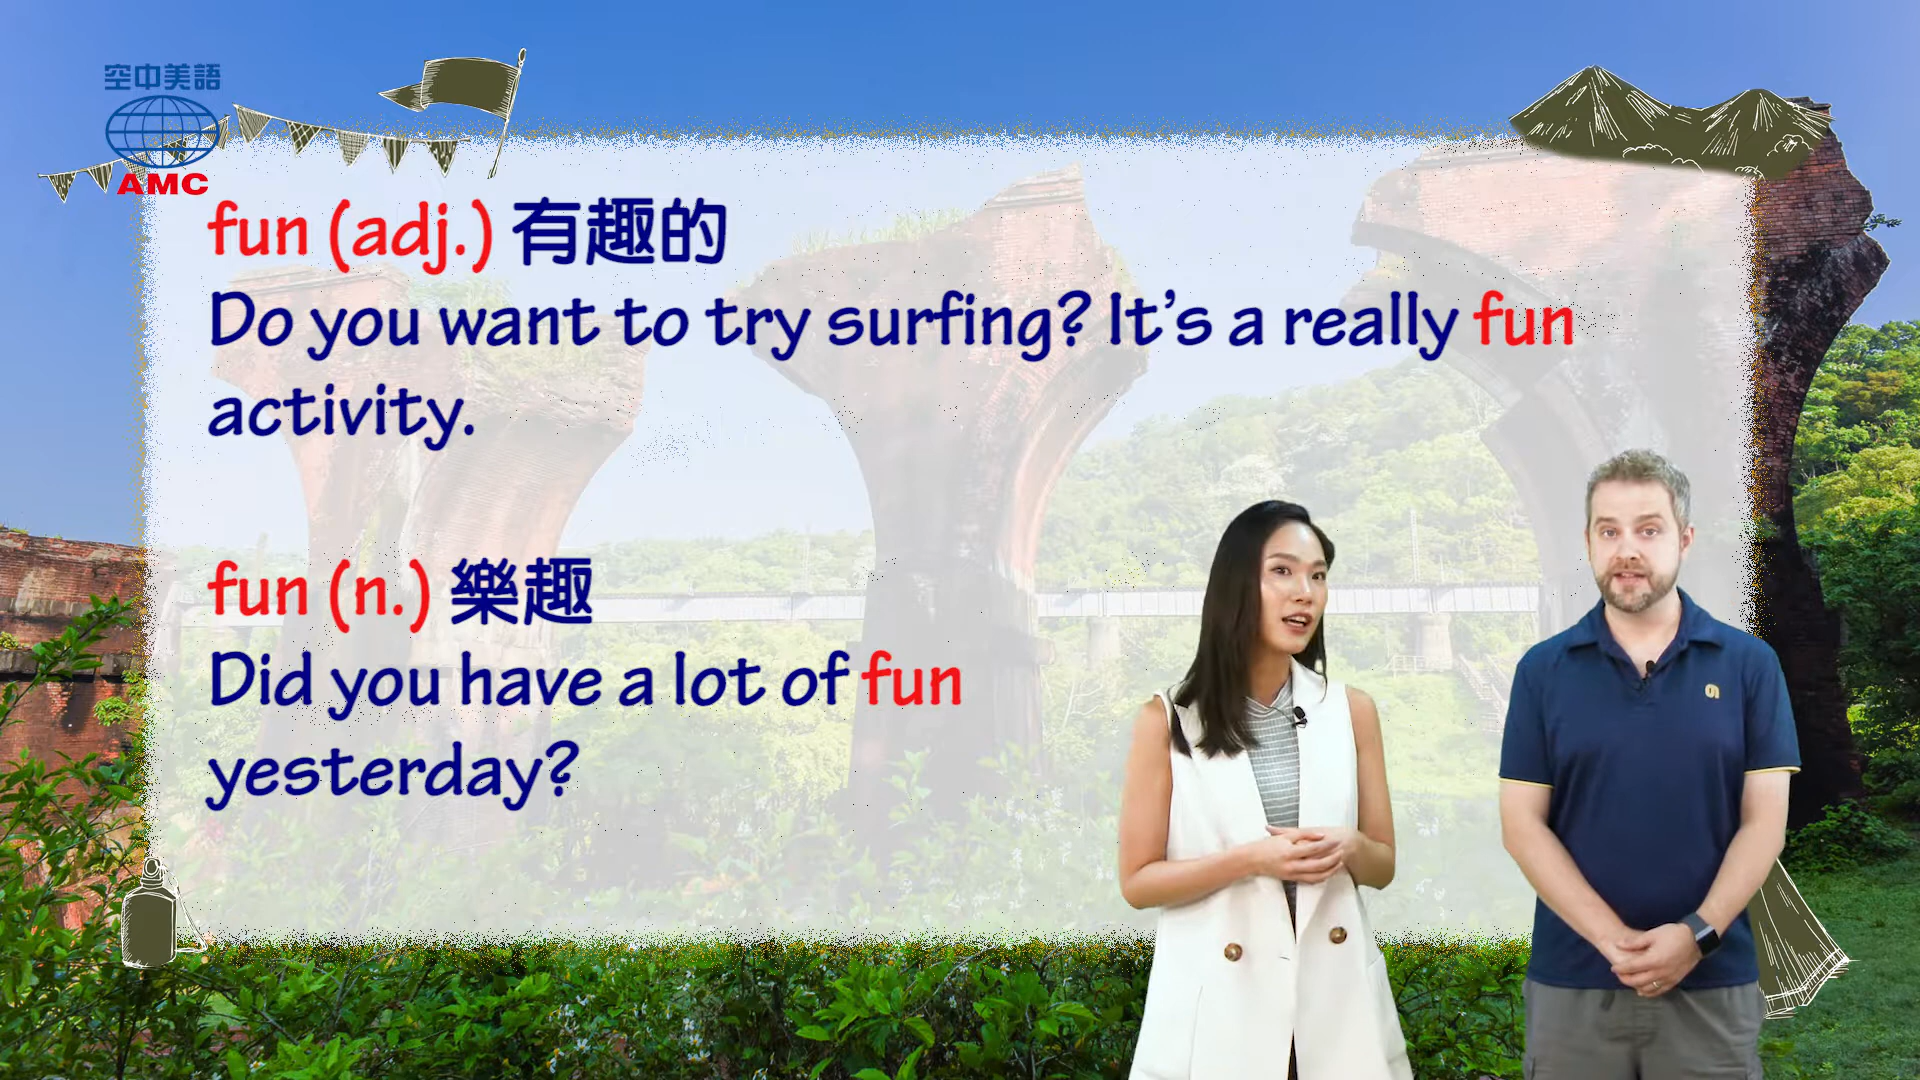 空中美語
AMC
fun (adj.) 有趣的
Do you want to try surfing? It's a really fun
activity.
fun (n.) 樂趣
Did you have a lot of fun
yesterday?